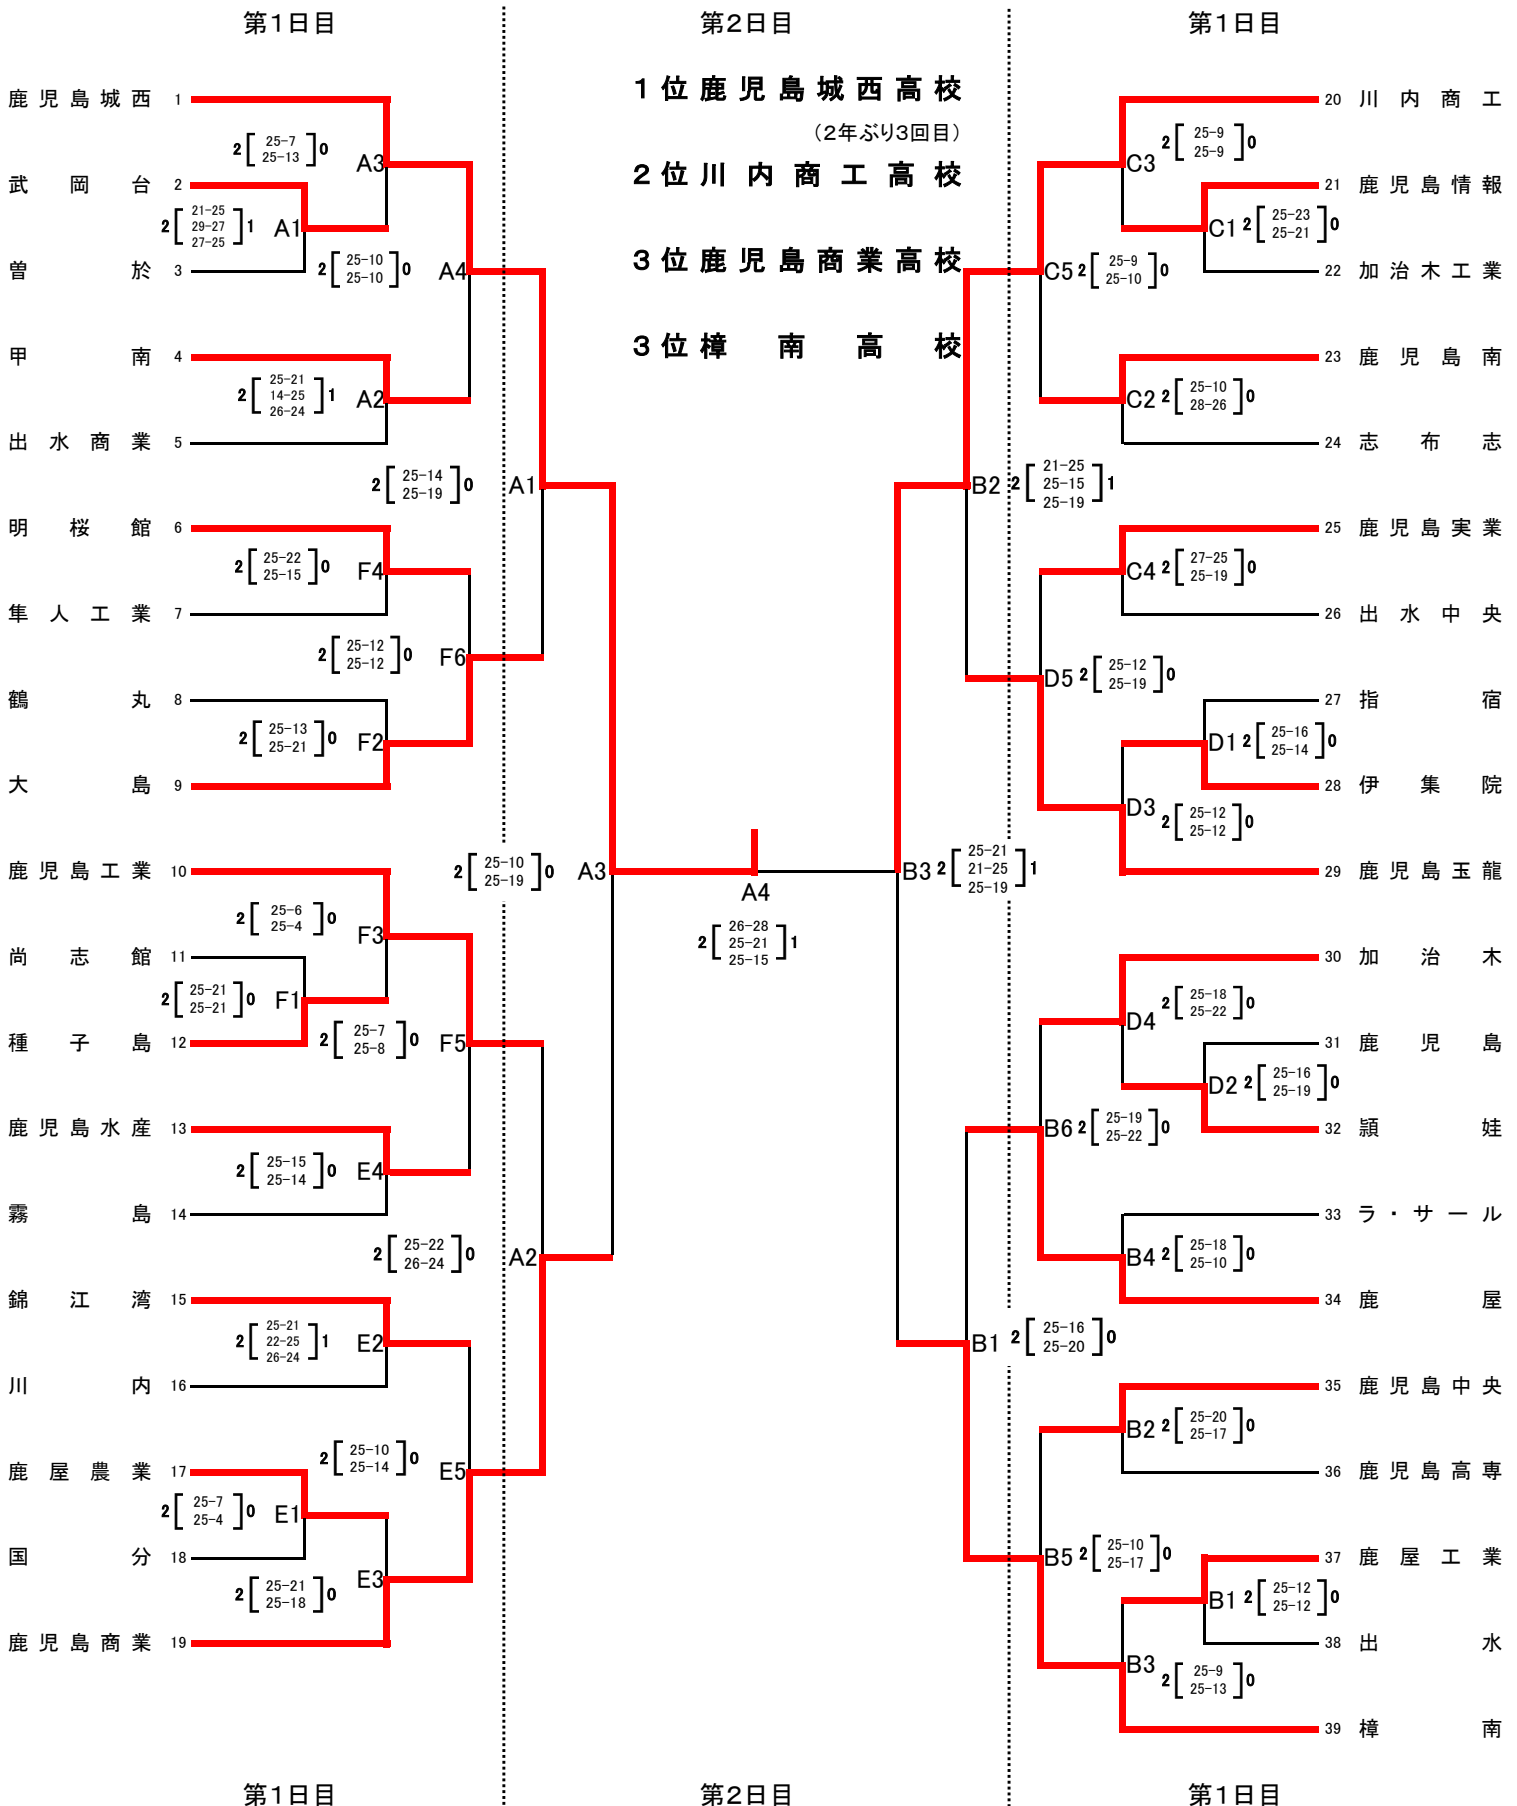 第1日目
第2日目
第1日目
1位鹿児島城西高校
（2年ぶり3回目）
2位川内商工高校
3位鹿児島商業高校
3位樟南高校
鹿児島城西 1
2 [25-7 25-13] 0 A3
武岡台 2
2 [21-25 29-27 27-25] 1 A1
曽於 3
2 [25-10 25-10] 0 A4
甲南 4
2 [25-21 14-25 26-24] 1 A2
出水商業 5
2 [25-14 25-19] 0 A1
明桜館 6
2 [25-22 25-15] 0 F4
隼人工業 7
2 [25-12 25-12] 0 F6
鶴丸 8
2 [25-13 25-21] 0 F2
大島 9
鹿児島工業 10
2 [25-10 25-19] 0 A3
2 [25-6 25-4] 0 F3
尚志館 11
2 [25-21 25-21] 0 F1
種子島 12
2 [25-7 25-8] 0 F5
鹿児島水産 13
2 [25-15 25-14] 0 E4
霧島 14
2 [25-22 26-24] 0 A2
錦江湾 15
2 [25-21 22-25 26-24] 1 E2
川内 16
2 [25-10 25-14] 0 E5
鹿屋農業 17
2 [25-7 25-4] 0 E1
国分 18
2 [25-21 25-18] 0 E3
鹿児島商業 19
A4
2 [26-28 25-21 25-15] 1
20 川内商工
C3 2 [25-9 25-9] 0
21 鹿児島情報
C1 2 [25-23 25-21] 0
22 加治木工業
C5 2 [25-9 25-10] 0
23 鹿児島南
C2 2 [25-10 28-26] 0
24 志布志
B2 2 [21-25 25-15 25-19] 1
25 鹿児島実業
C4 2 [27-25 25-19] 0
26 出水中央
D5 2 [25-12 25-19] 0
27 指宿
D1 2 [25-16 25-14] 0
28 伊集院
D3 2 [25-12 25-12] 0
29 鹿児島玉龍
B3 2 [25-21 21-25 25-19] 1
30 加治木
D4 2 [25-18 25-22] 0
31 鹿児島
D2 2 [25-16 25-19] 0
32 頴娃
B6 2 [25-19 25-22] 0
33 ラ・サール
B4 2 [25-18 25-10] 0
34 鹿屋
B1 2 [25-16 25-20] 0
35 鹿児島中央
B2 2 [25-20 25-17] 0
36 鹿児島高専
B5 2 [25-10 25-17] 0
37 鹿屋工業
B1 2 [25-12 25-12] 0
38 出水
B3 2 [25-9 25-13] 0
39 樟南
第1日目
第2日目
第1日目